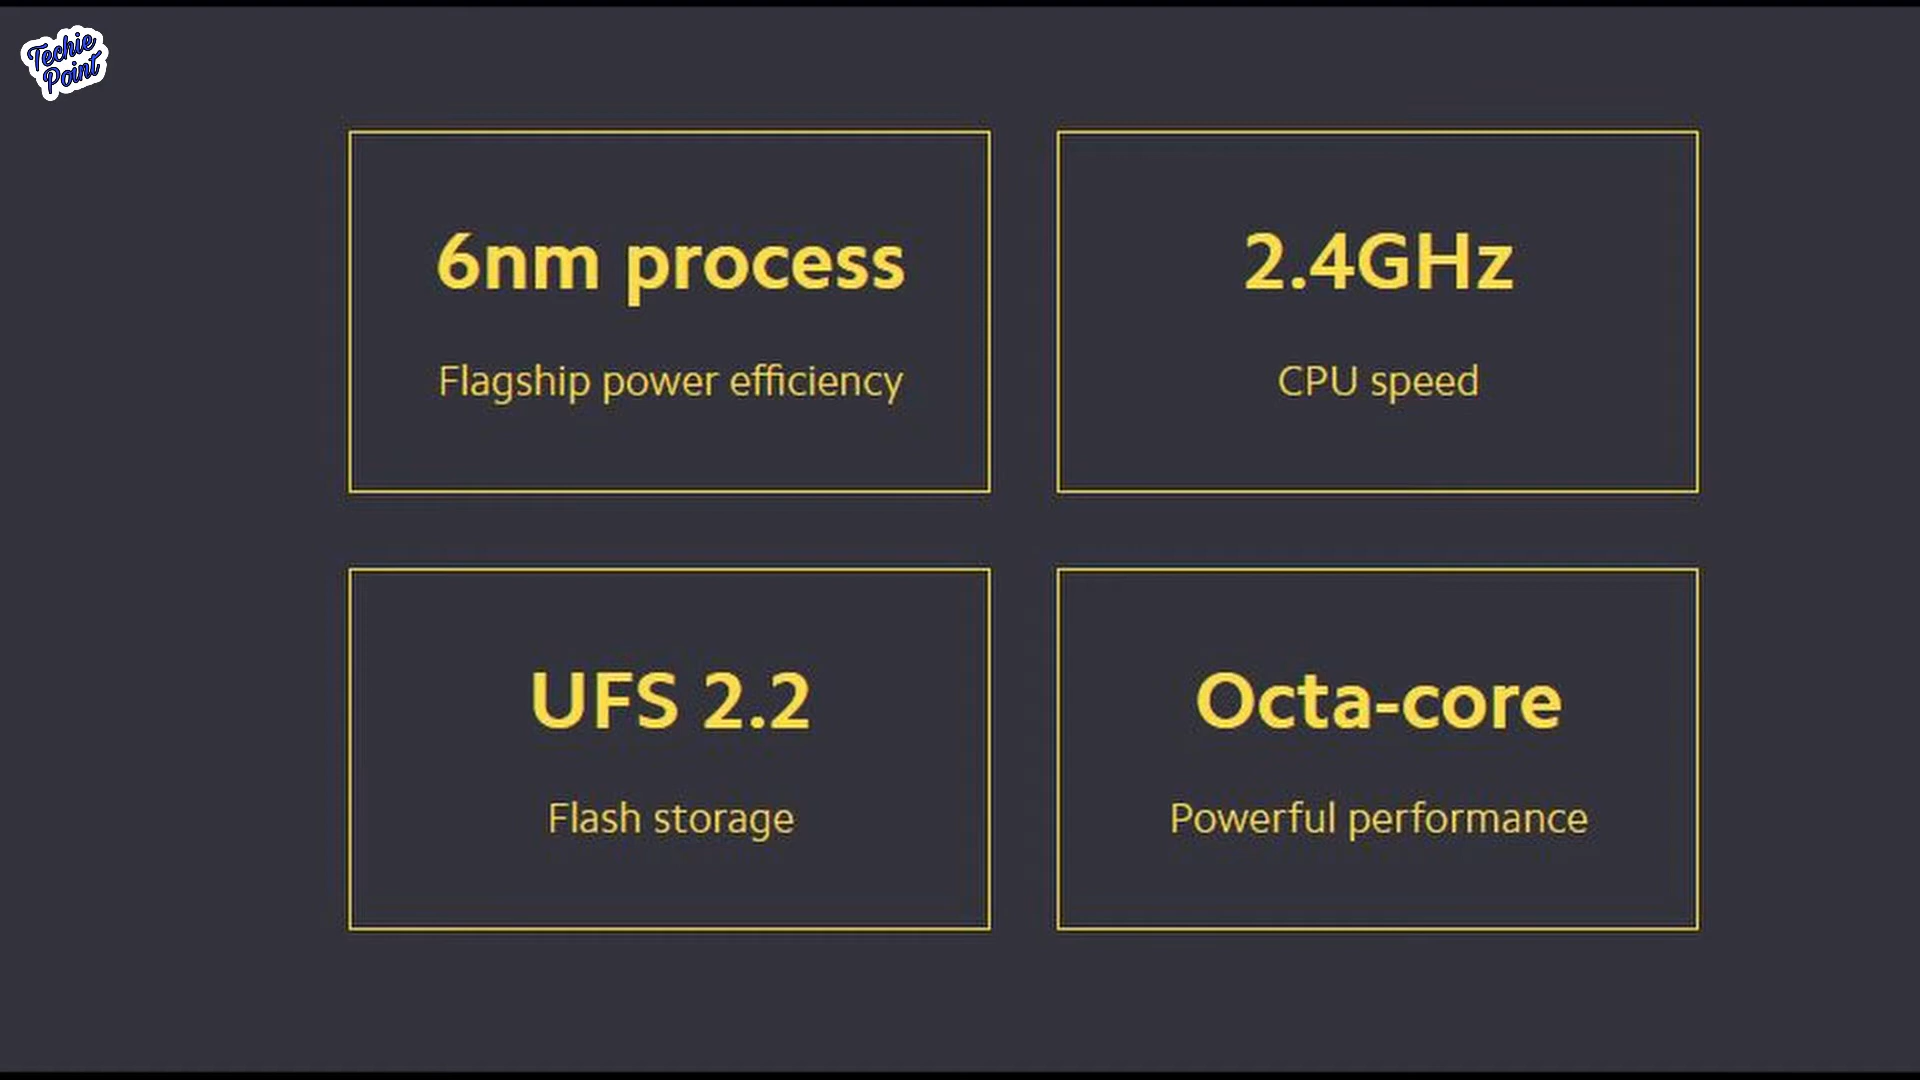 Techie
Point
6nm process
Flagship power efficiency
2.4GHz
CPU speed
UFS 2.2
Flash storage
Octa-core
Powerful performance